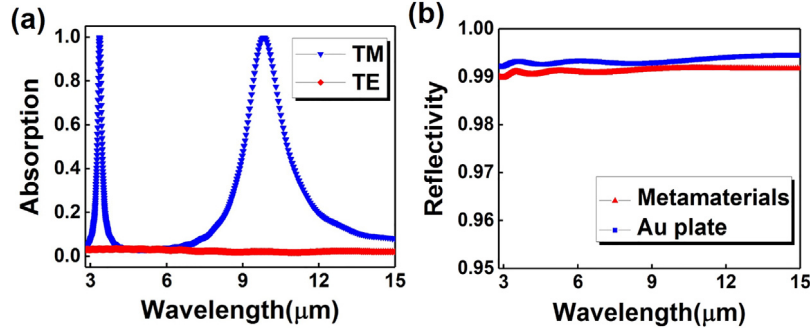 (a)
1.0
0.8
0.6
0.4
0.2
0.0
Absorption
TM
TE
3 6 9 12 15
Wavelength(μm)
(b)
1.00
0.99
0.98
0.97
0.96
0.95
Reflectivity
Metamaterials
Au plate
3 6 9 12 15
Wavelength(μm)